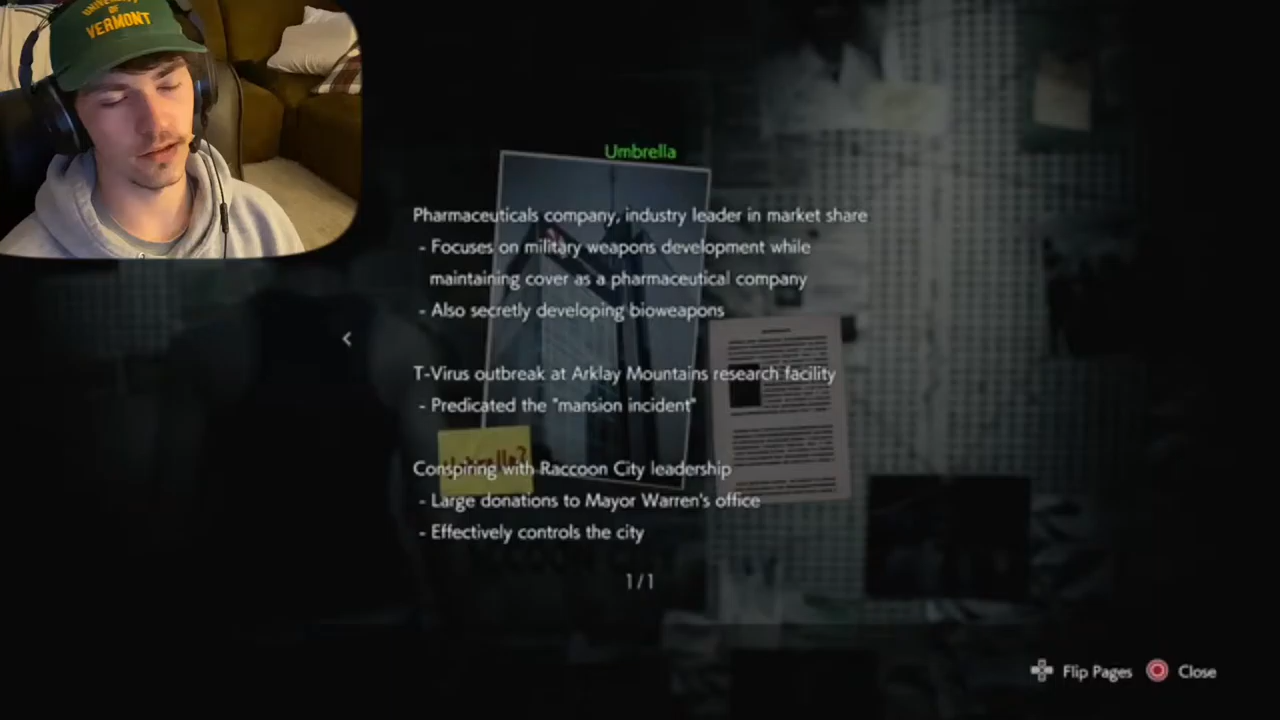 UNIVERSITY
OF
VERMONT
Umbrella
Pharmaceuticals company, industry leader in market share
- Focuses on military weapons development while
maintaining cover as a pharmaceutical company
- Also secretly developing bioweapons
T-Virus outbreak at Arklay Mountains research facility
- Predicated the "mansion incident"
Conspiring with Raccoon City leadership
- Large donations to Mayor Warren's office
- Effectively controls the city
1/1
Flip Pages
Close